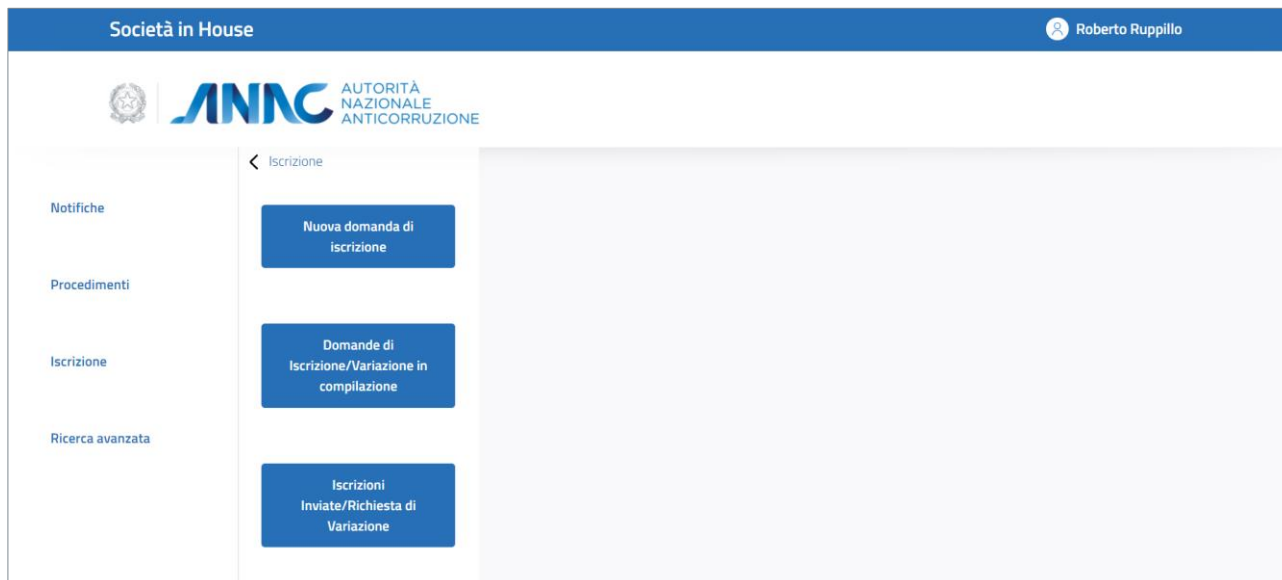 Società in House
Roberto Ruppillo
ANAC
AUTORITÀ
NAZIONALE
ANTICORRUZIONE
Iscrizione
Notifiche
Procedimenti
Iscrizione
Ricerca avanzata
Nuova domanda di
iscrizione
Domande di
Iscrizione/Variazione in
compilazione
Iscrizioni
Inviate/Richiesta di
Variazione